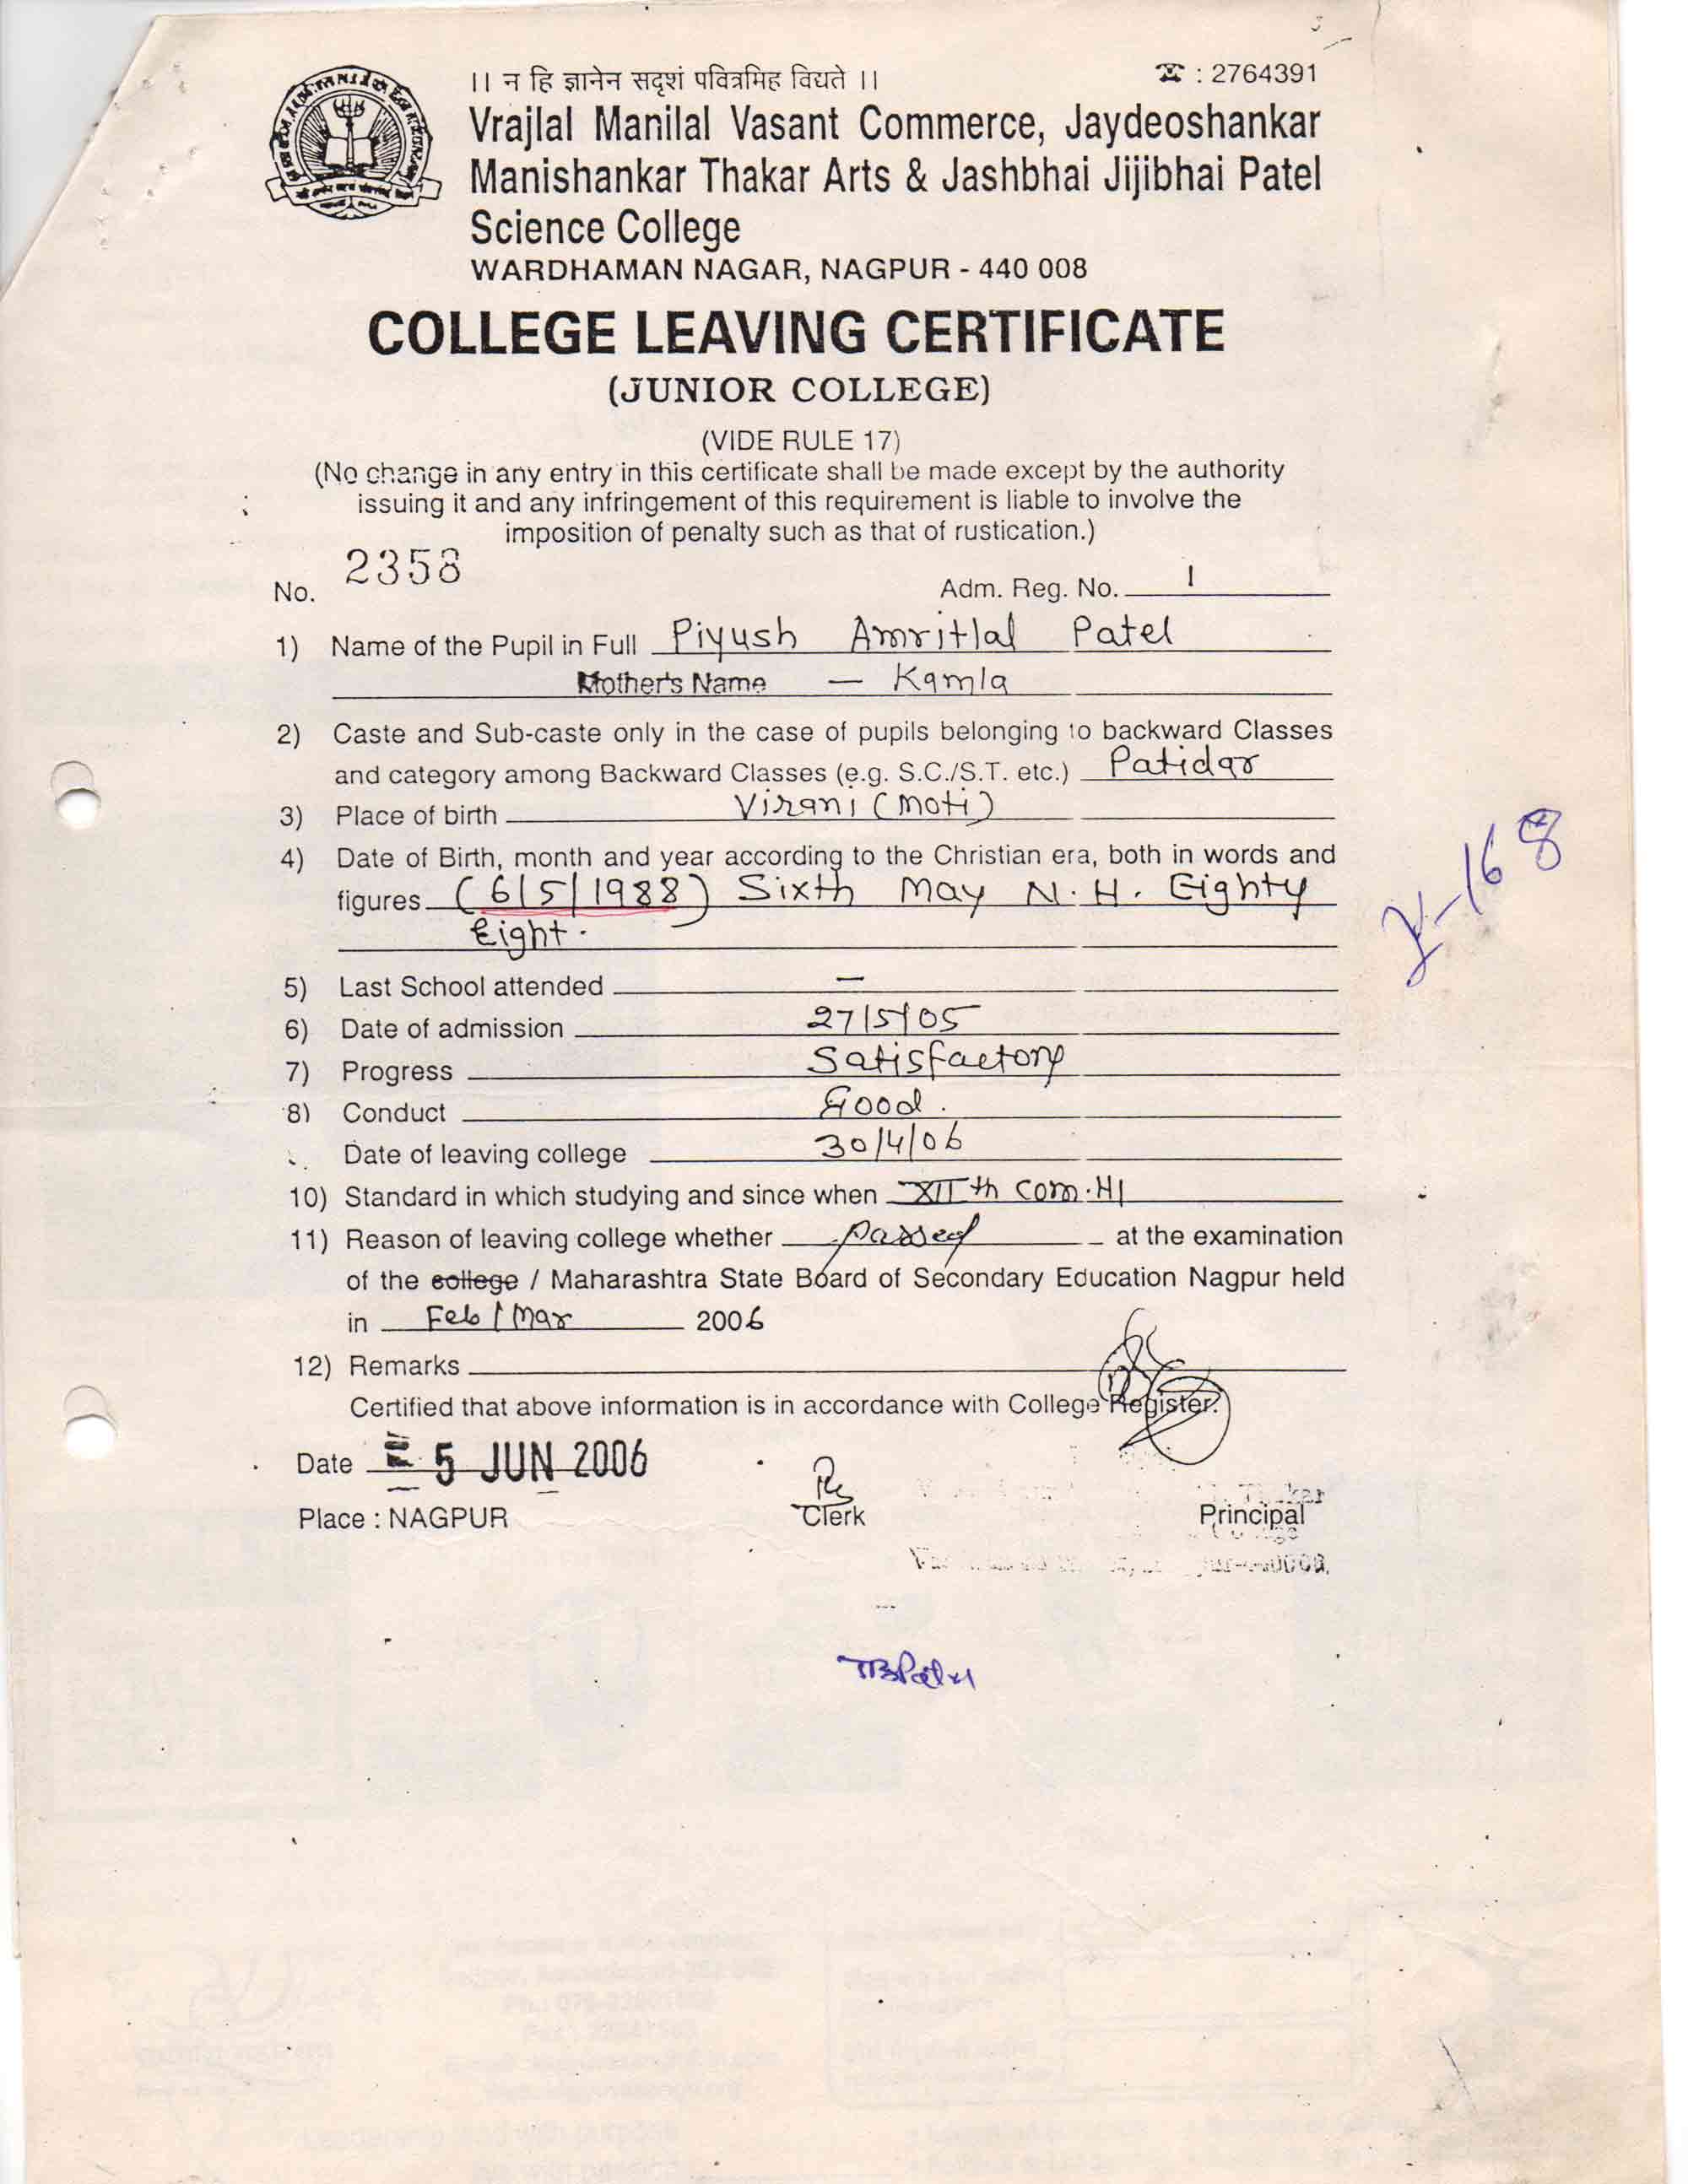 ।। न हि ज्ञानेन सदृशं पवित्रमिह विद्यते ।।
☎ : 2764391
Vrajlal Manilal Vasant Commerce, Jaydeoshankar
Manishankar Thakar Arts & Jashbhai Jijibhai Patel
Science College
WARDHAMAN NAGAR, NAGPUR - 440 008
COLLEGE LEAVING CERTIFICATE
(JUNIOR COLLEGE)
(VIDE RULE 17)
(No change in any entry in this certificate shall be made except by the authority
issuing it and any infringement of this requirement is liable to involve the
imposition of penalty such as that of rustication.)
No. 2358
Adm. Reg. No. 1
1) Name of the Pupil in Full Piyush Amritlal Patel
Mother's Name — Kamla
2) Caste and Sub-caste only in the case of pupils belonging to backward Classes
and category among Backward Classes (e.g. S.C./S.T. etc.) Patidar
3) Place of birth Virani (Moti)
4) Date of Birth, month and year according to the Christian era, both in words and
figures (6/5/1988) Sixth May N.H. Eighty
Eight.
5) Last School attended —
6) Date of admission 27/5/05
7) Progress Satisfactory
8) Conduct Good.
Date of leaving college 30/4/06
10) Standard in which studying and since when XIIth Com. H1
11) Reason of leaving college whether passed at the examination
of the college / Maharashtra State Board of Secondary Education Nagpur held
in Feb / Mar 2006
12) Remarks
Certified that above information is in accordance with College Register.
Date 5 JUN 2006
Place : NAGPUR
Clerk
Principal
-168